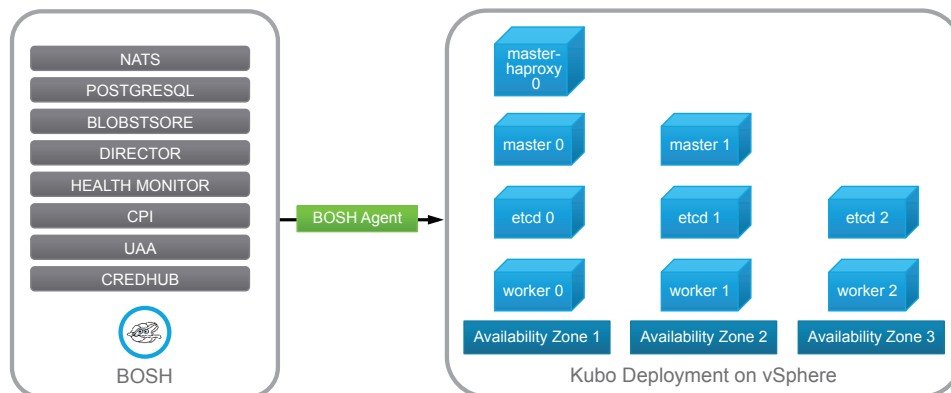 NATS
POSTGRESQL
BLOBSTSORE
DIRECTOR
HEALTH MONITOR
CPI
UAA
CREDHUB
BOSH
BOSH Agent
master-
haproxy
0
master 0
master 1
etcd 0
etcd 1
etcd 2
worker 0
worker 1
worker 2
Availability Zone 1
Availability Zone 2
Availability Zone 3
Kubo Deployment on vSphere